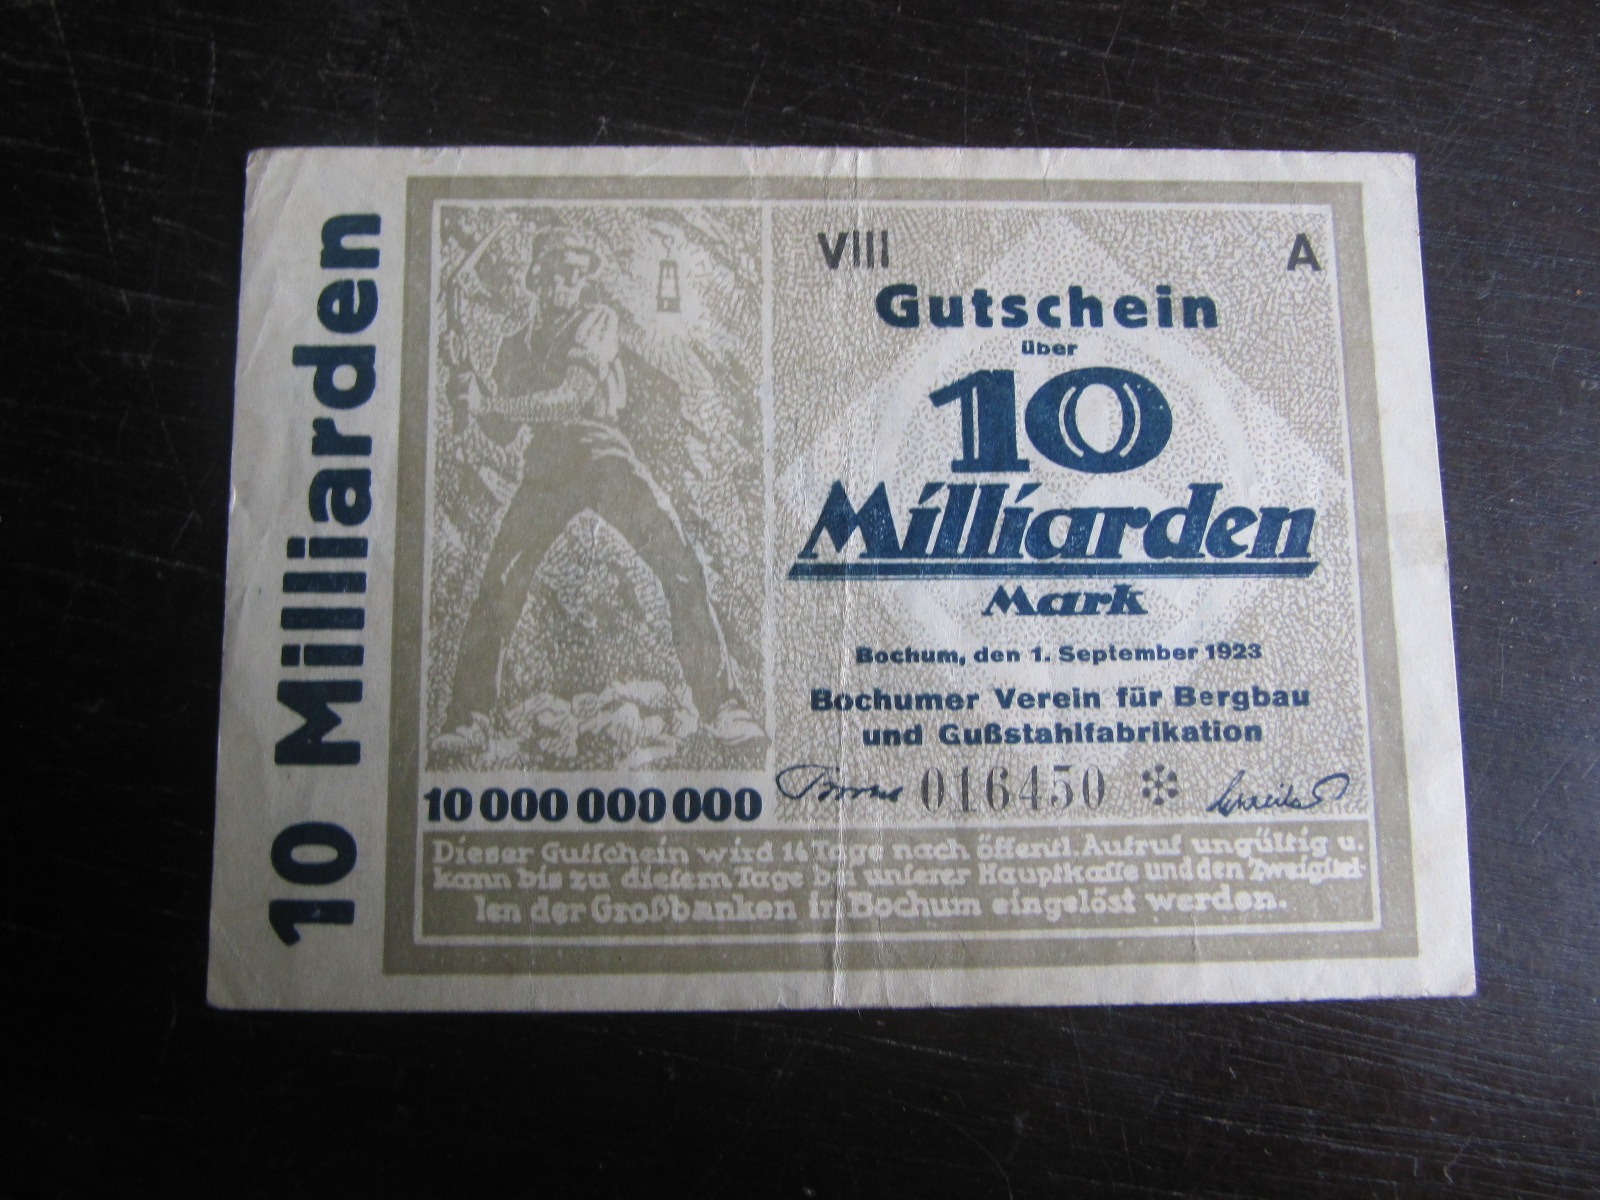 10 Milliarden
VIII A
Gutschein
über
10
Milliarden
Mark
Bochum, den 1. September 1923
Bochumer Verein für Bergbau
und Gußstahlfabrikation
016450 *
10 000 000 000
Dieser Gutſchein wird 14 Tage nach öffentl. Aufruf ungültig u.
kann bis zu dieſem Tage bei unſerer Hauptkaſſe und den Zweigſtel-
len der Großbanken in Bochum eingelöst werden.